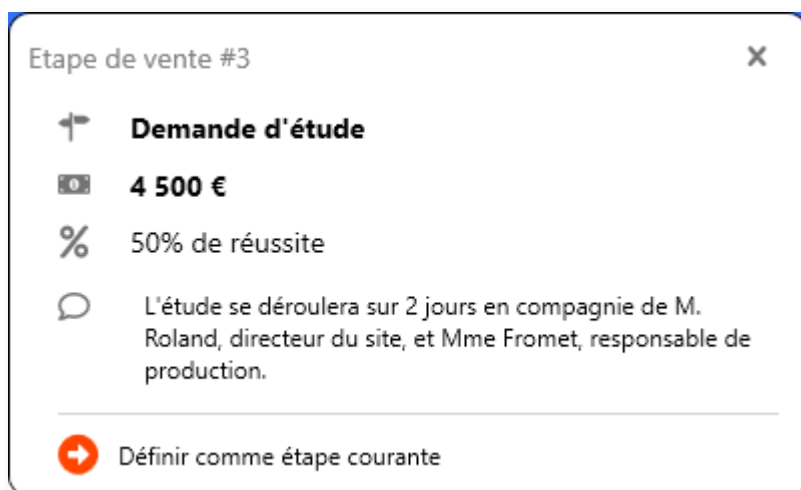 Etape de vente #3
Demande d'étude
4 500 €
50% de réussite
L'étude se déroulera sur 2 jours en compagnie de M.
Roland, directeur du site, et Mme Fromet, responsable de
production.
Définir comme étape courante